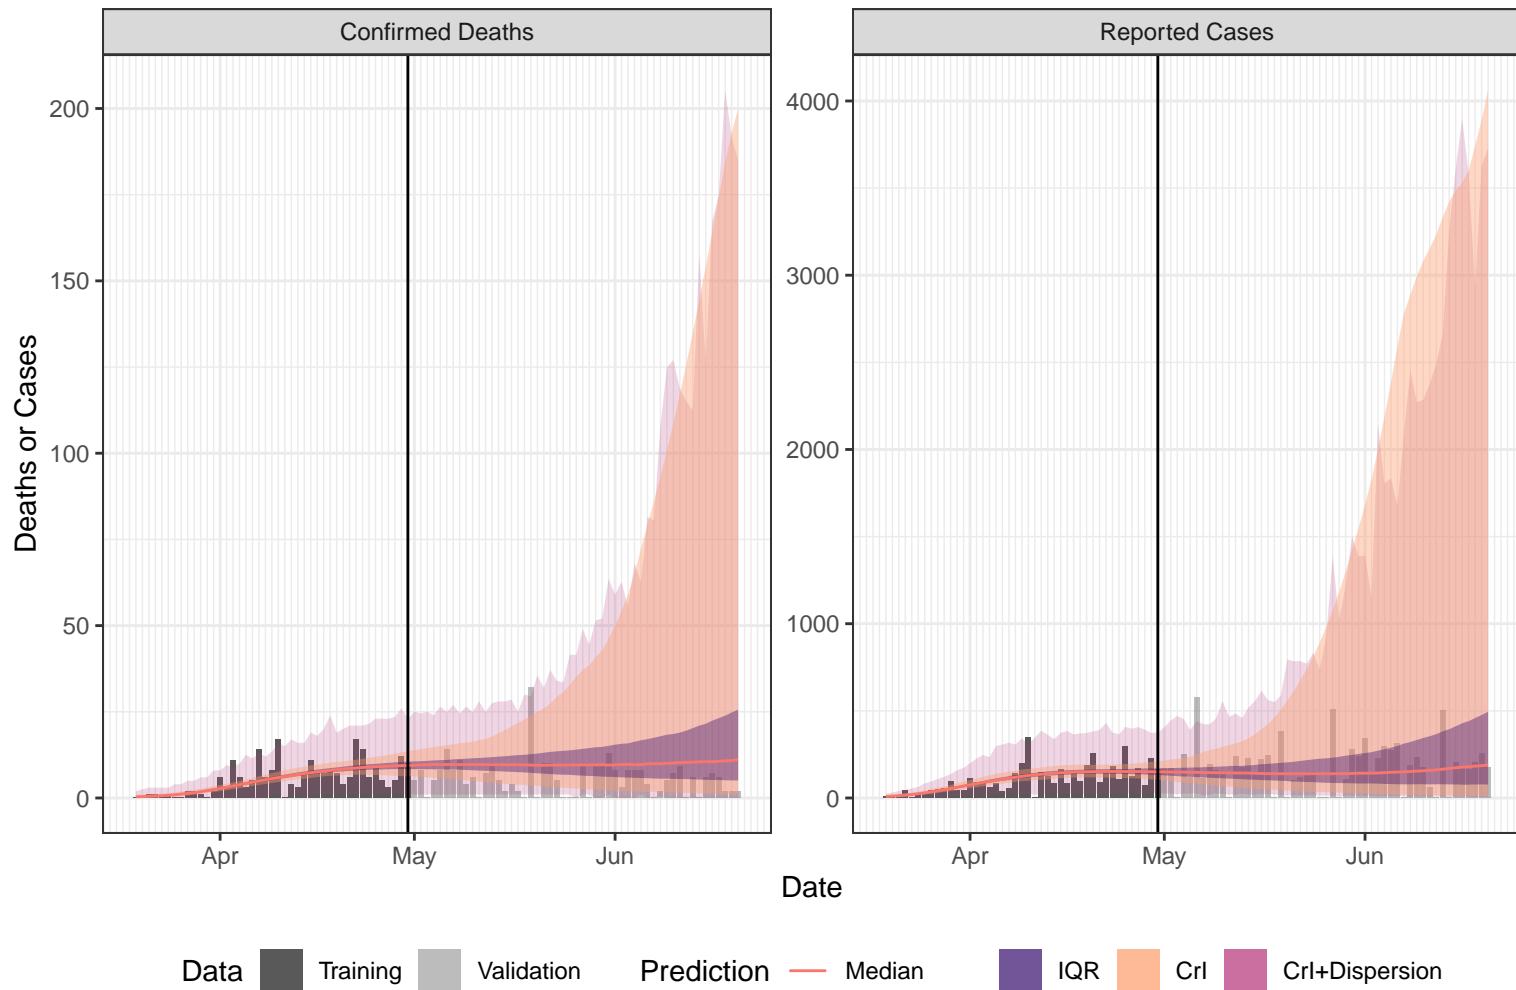 Confirmed Deaths
Reported Cases
Deaths or Cases
200
150
100
50
0
4000
3000
2000
1000
0
Apr
May
Jun
Apr
May
Jun
Date
Data Training Validation Prediction Median IQR CrI CrI+Dispersion